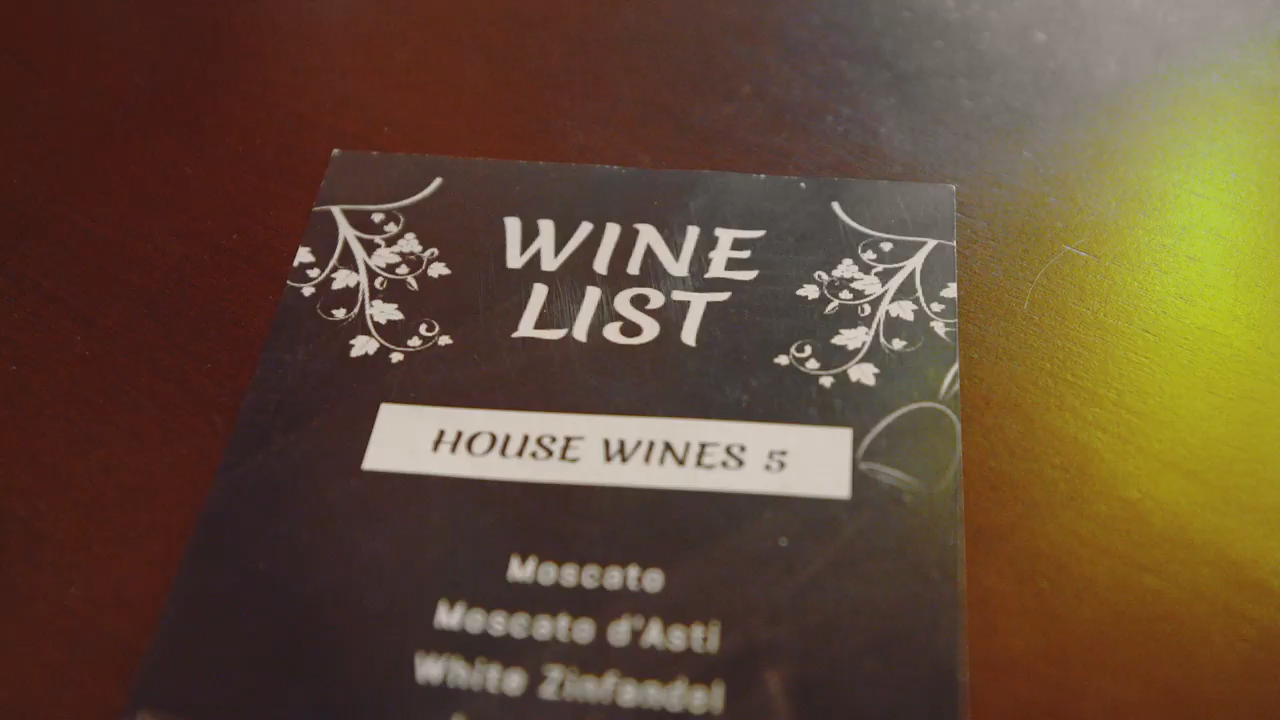 WINE
LIST
HOUSE WINES 5
Moscato
Moscato d'Asti
White Zinfandel